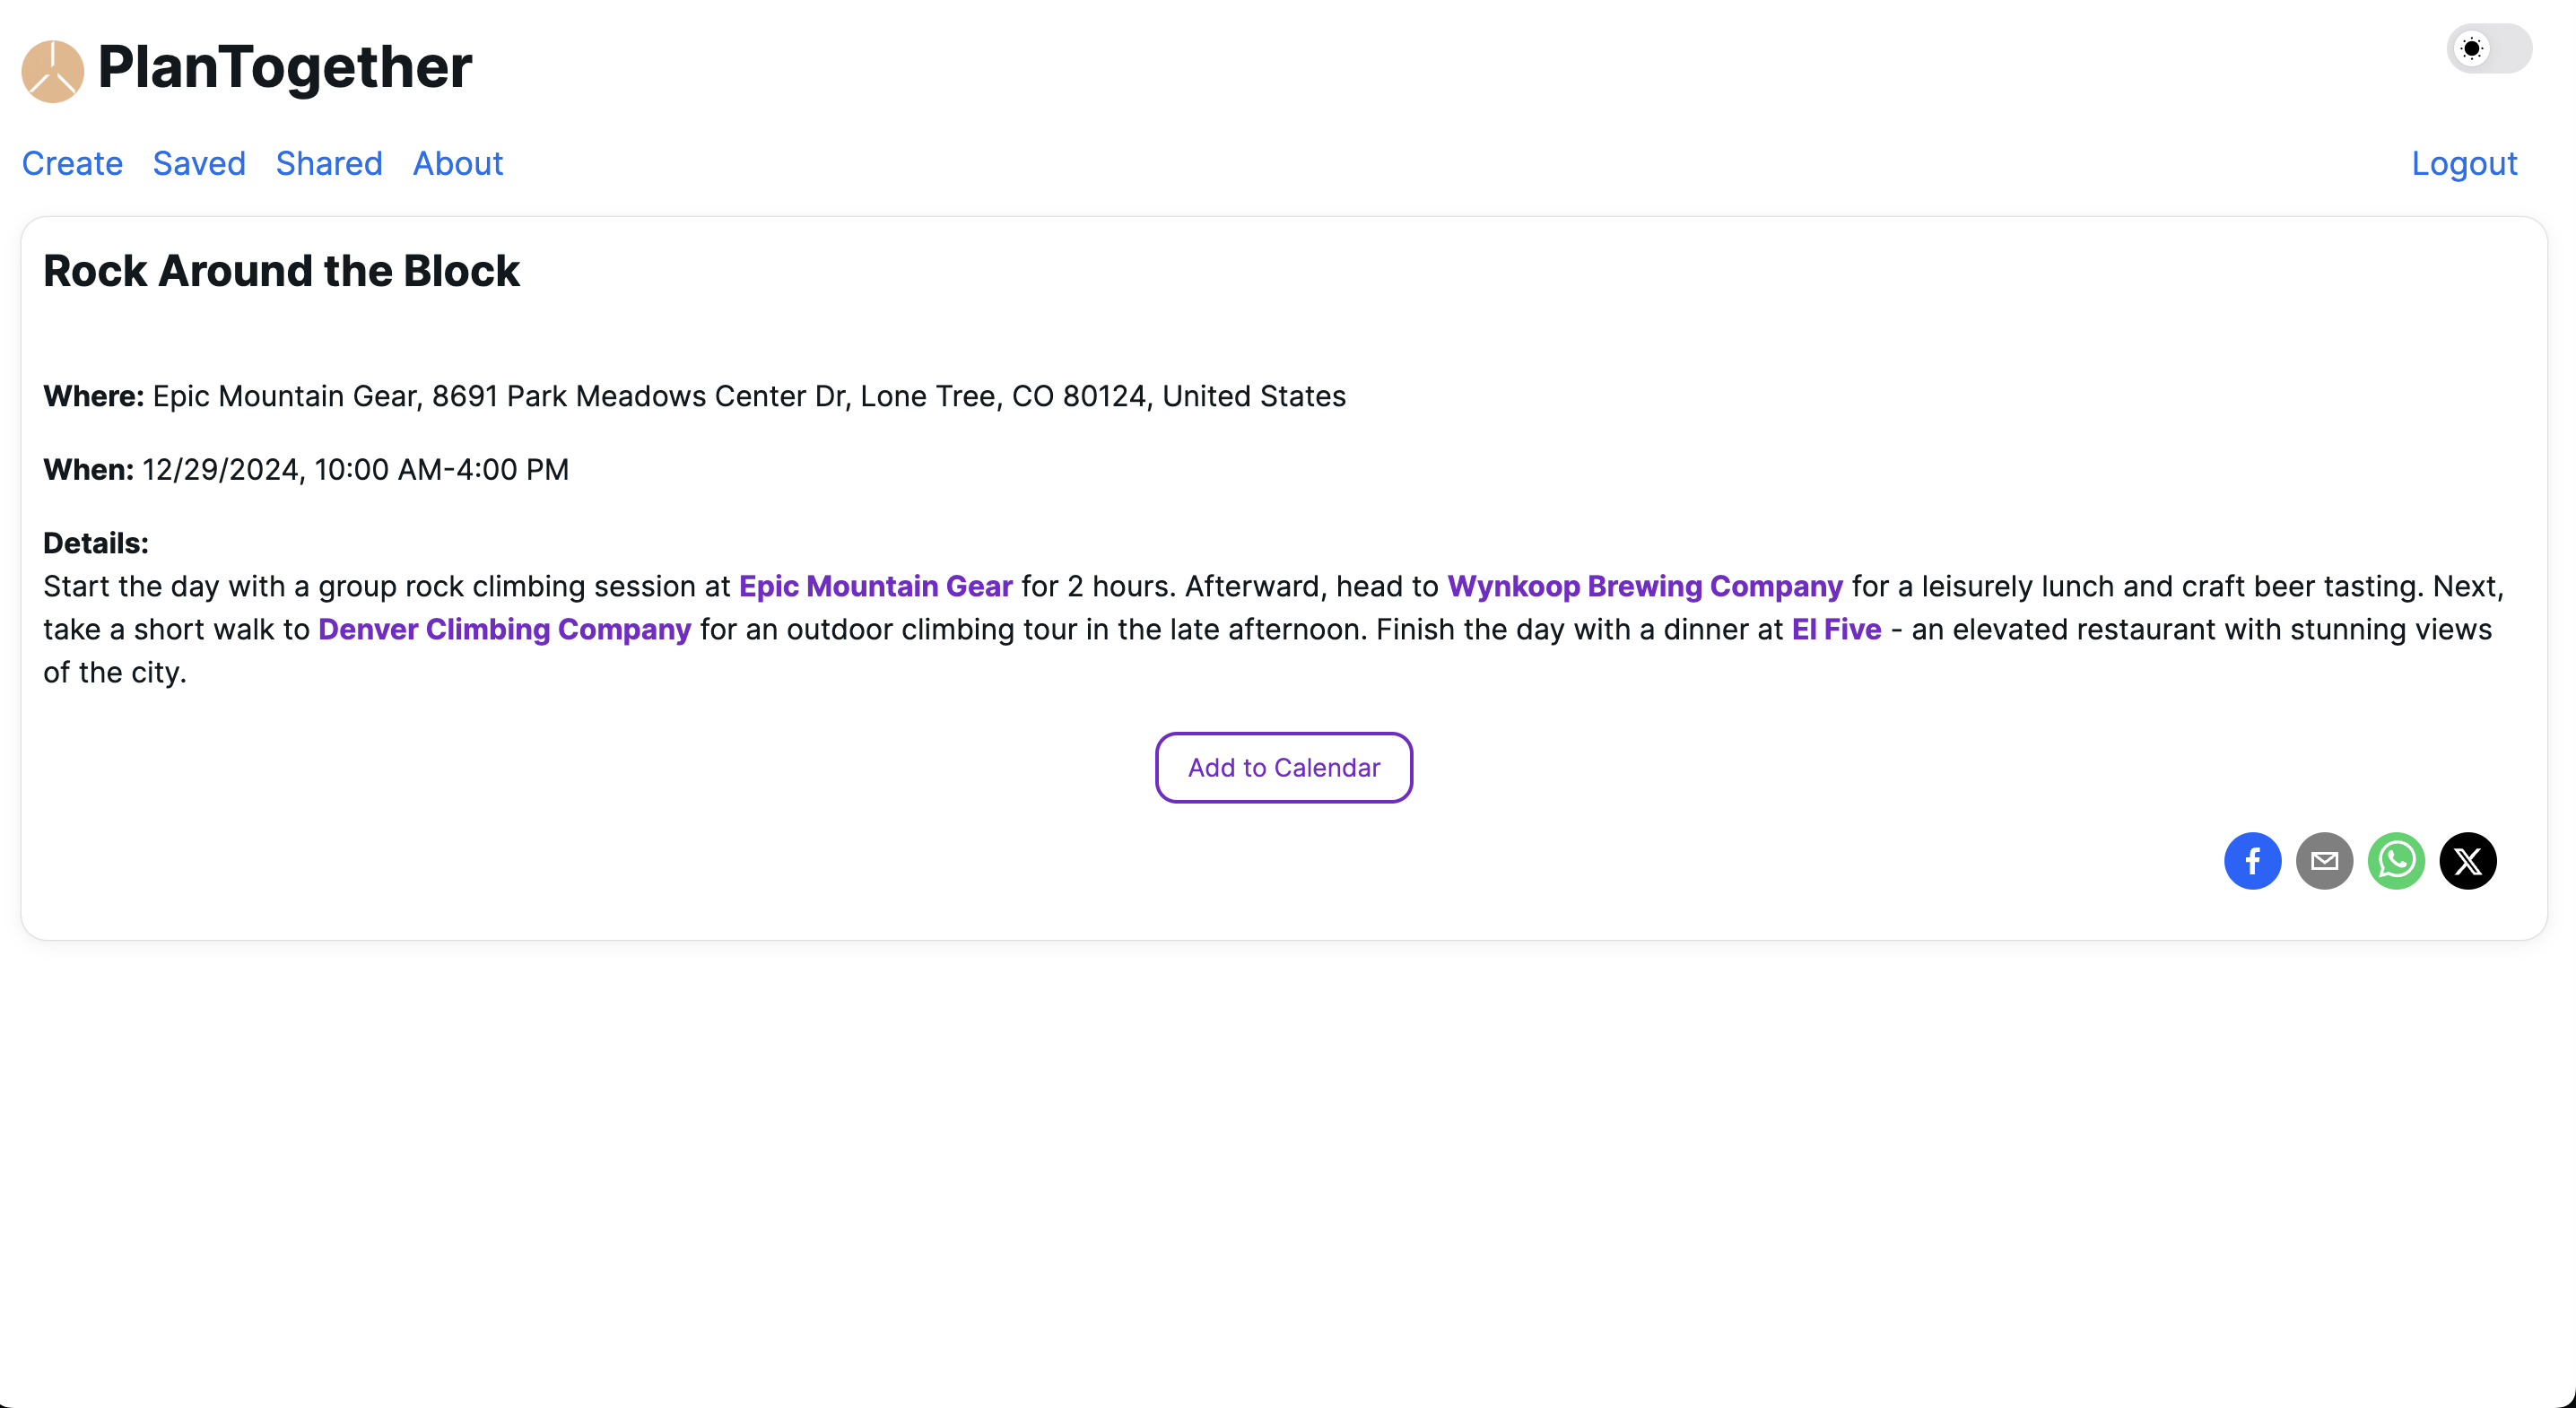 PlanTogether
Create Saved Shared About Logout
Rock Around the Block
Where: Epic Mountain Gear, 8691 Park Meadows Center Dr, Lone Tree, CO 80124, United States
When: 12/29/2024, 10:00 AM-4:00 PM
Details:
Start the day with a group rock climbing session at Epic Mountain Gear for 2 hours. Afterward, head to Wynkoop Brewing Company for a leisurely lunch and craft beer tasting. Next,
take a short walk to Denver Climbing Company for an outdoor climbing tour in the late afternoon. Finish the day with a dinner at El Five - an elevated restaurant with stunning views
of the city.
Add to Calendar